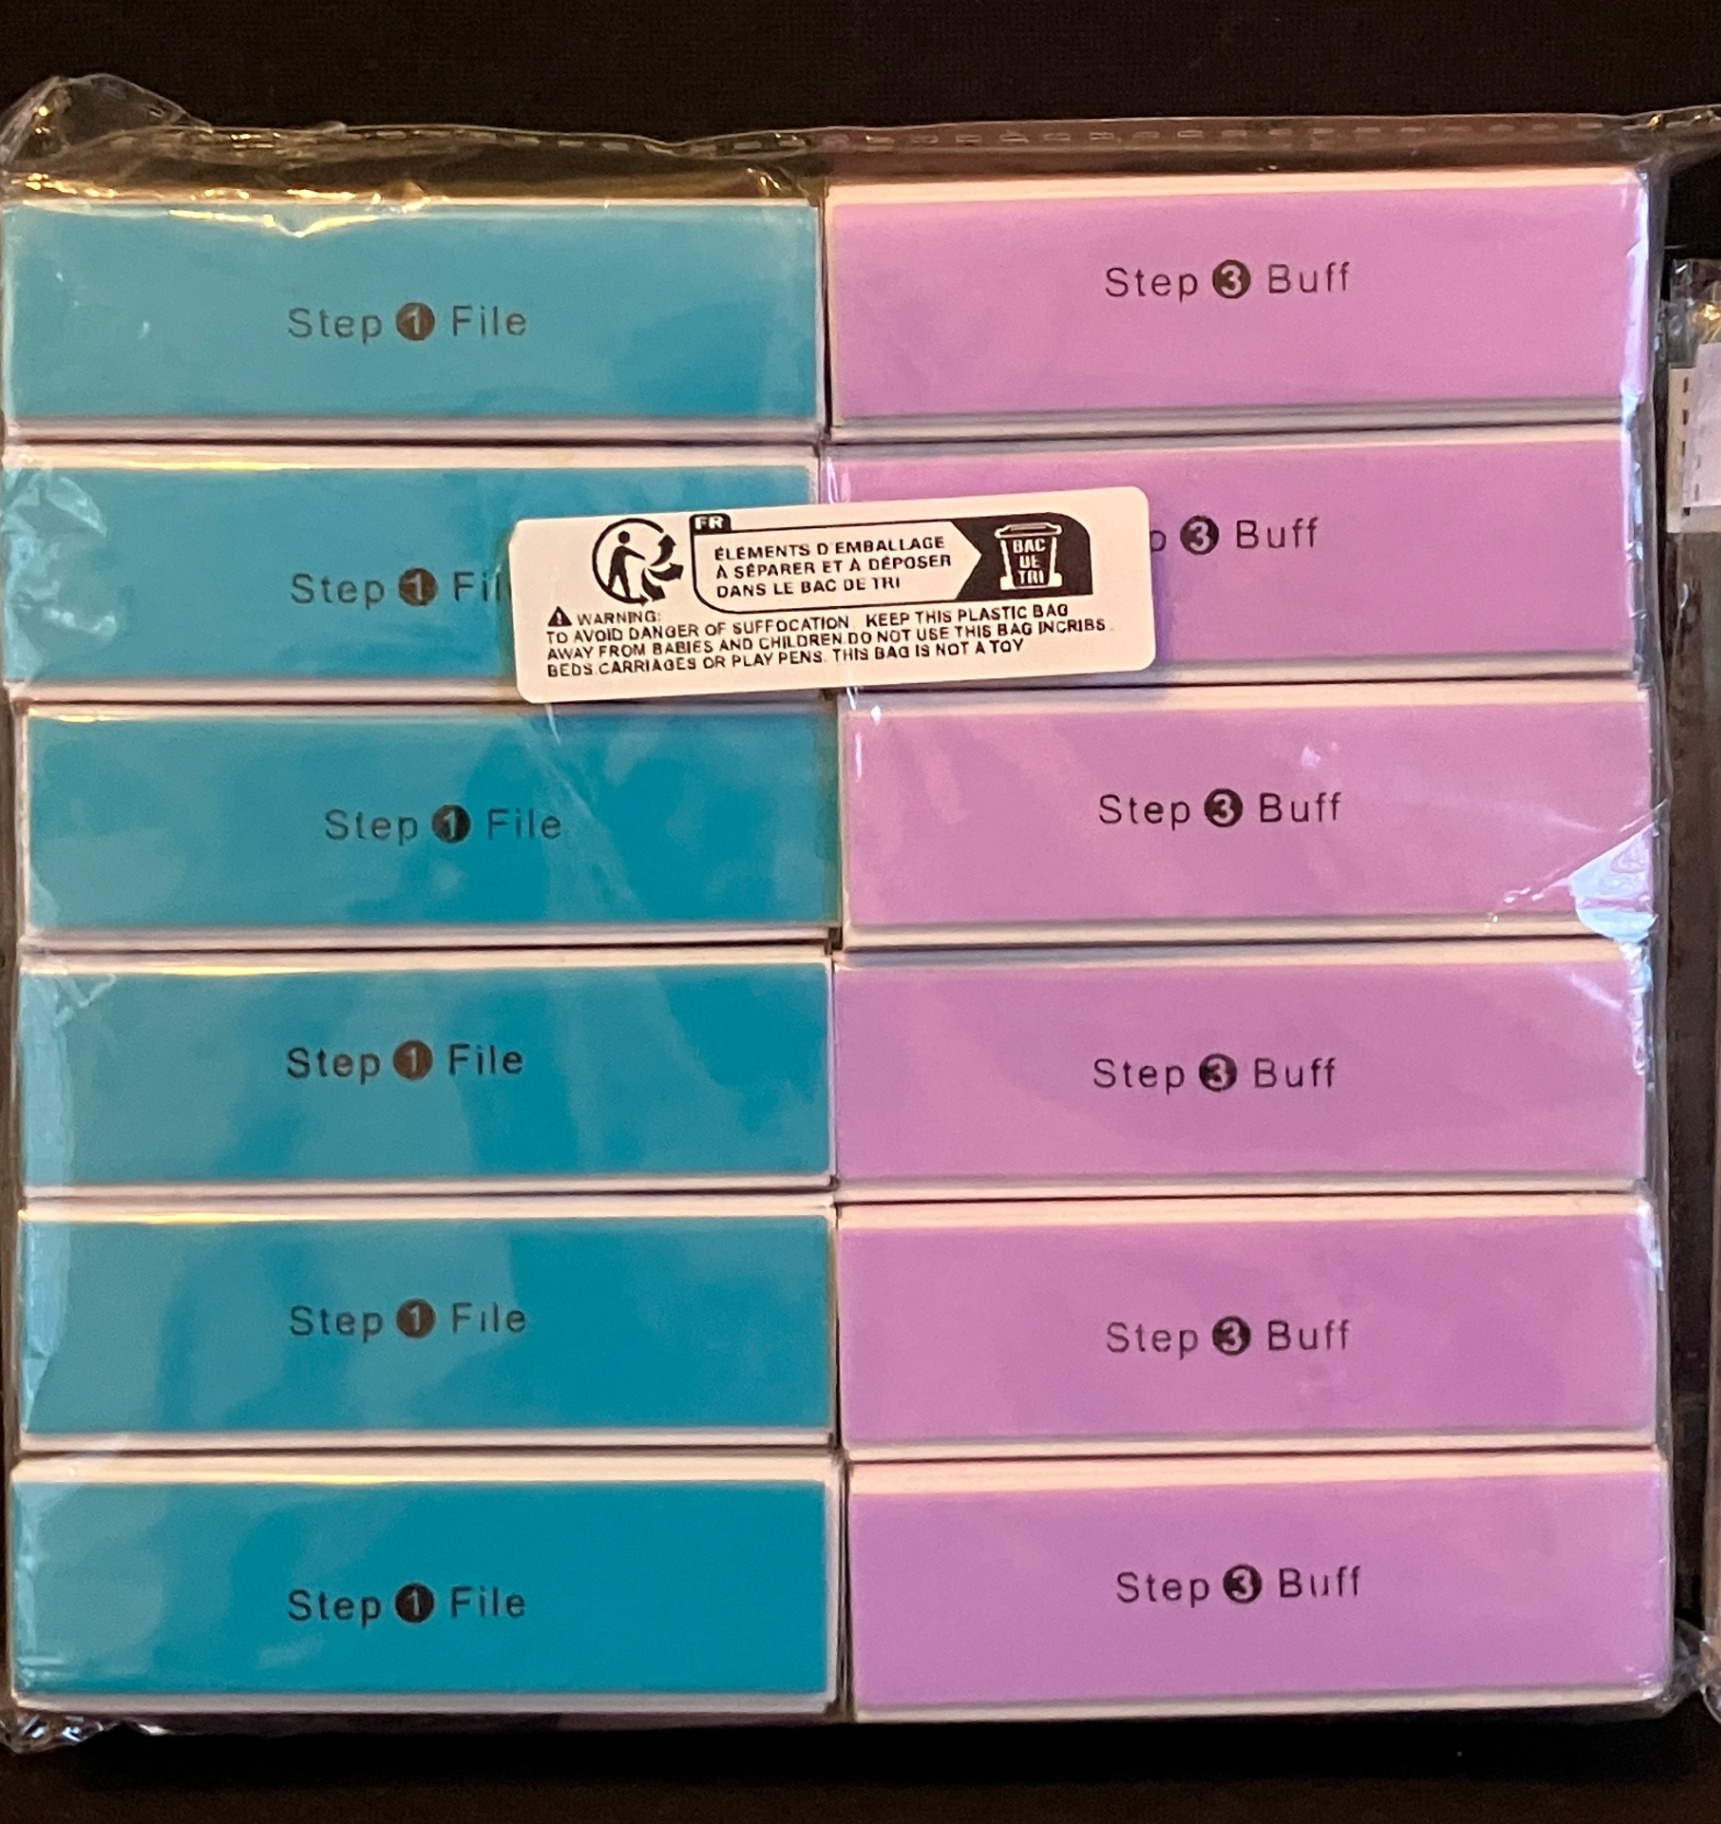 Step 1 File
Step 3 Buff
Step 1 Fil
p 3 Buff
FR
ÉLÉMENTS D'EMBALLAGE
À SÉPARER ET À DÉPOSER
DANS LE BAC DE TRI
BAC
DE
TRI
WARNING:
TO AVOID DANGER OF SUFFOCATION KEEP THIS PLASTIC BAG
AWAY FROM BABIES AND CHILDREN.DO NOT USE THIS BAG INCRIBS
BEDS.CARRIAGES OR PLAY PENS. THIS BAG IS NOT A TOY
Step 1 File
Step 3 Buff
Step 1 File
Step 3 Buff
Step 1 File
Step 3 Buff
Step 1 File
Step 3 Buff